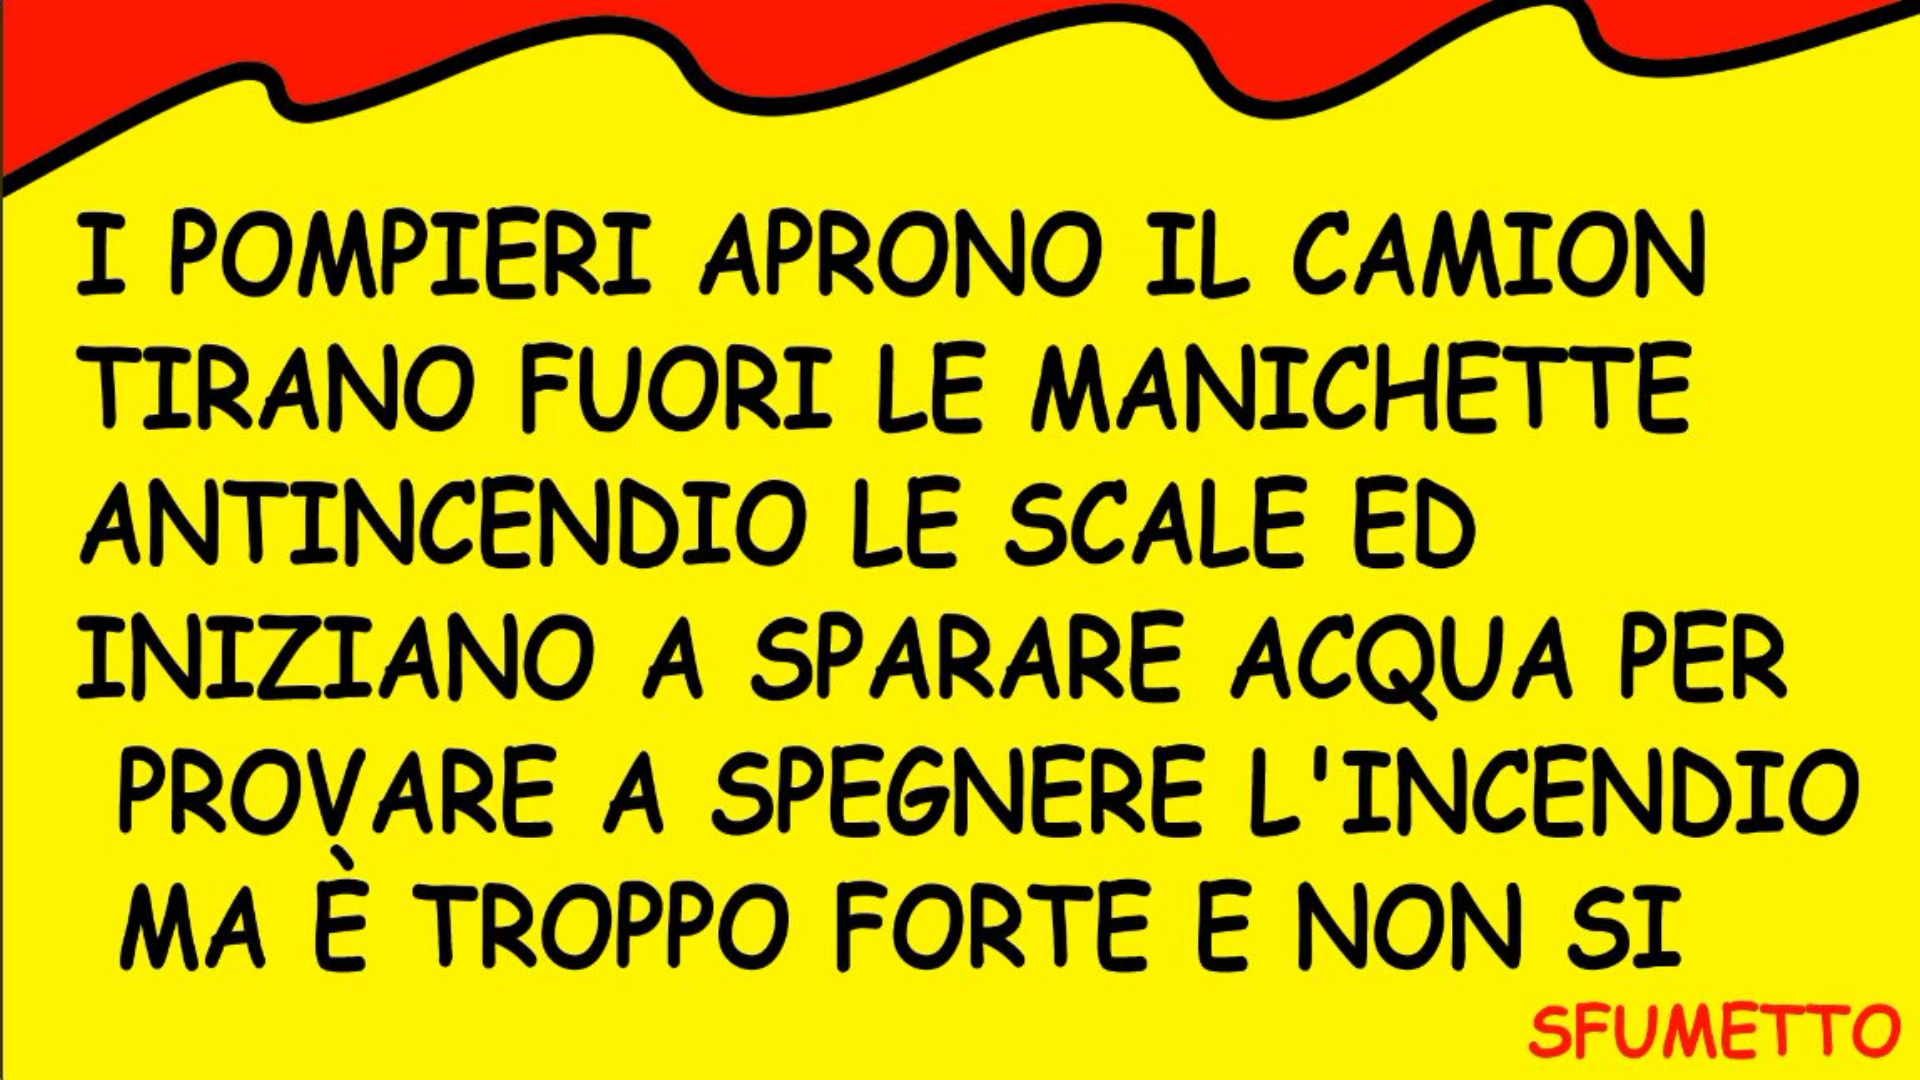 I POMPIERI APRONO IL CAMION
TIRANO FUORI LE MANICHETTE
ANTINCENDIO LE SCALE ED
INIZIANO A SPARARE ACQUA PER
PROVARE A SPEGNERE L'INCENDIO
MA È TROPPO FORTE E NON SI
SFUMETTO